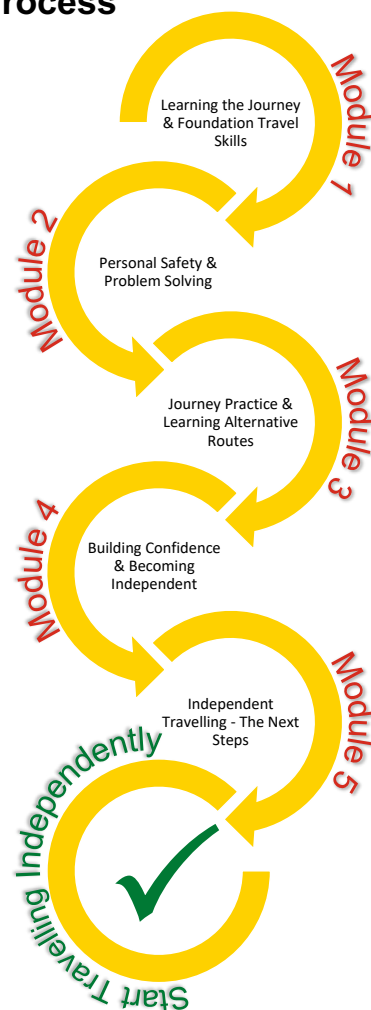 rocess
Learning the Journey
& Foundation Travel
Skills
Module 1
Module 2
Personal Safety &
Problem Solving
Journey Practice &
Learning Alternative
Routes
Module 3
Module 4
Building Confidence
& Becoming
Independent
Independent
Travelling - The Next
Steps
Module 5
Start Travelling Independently